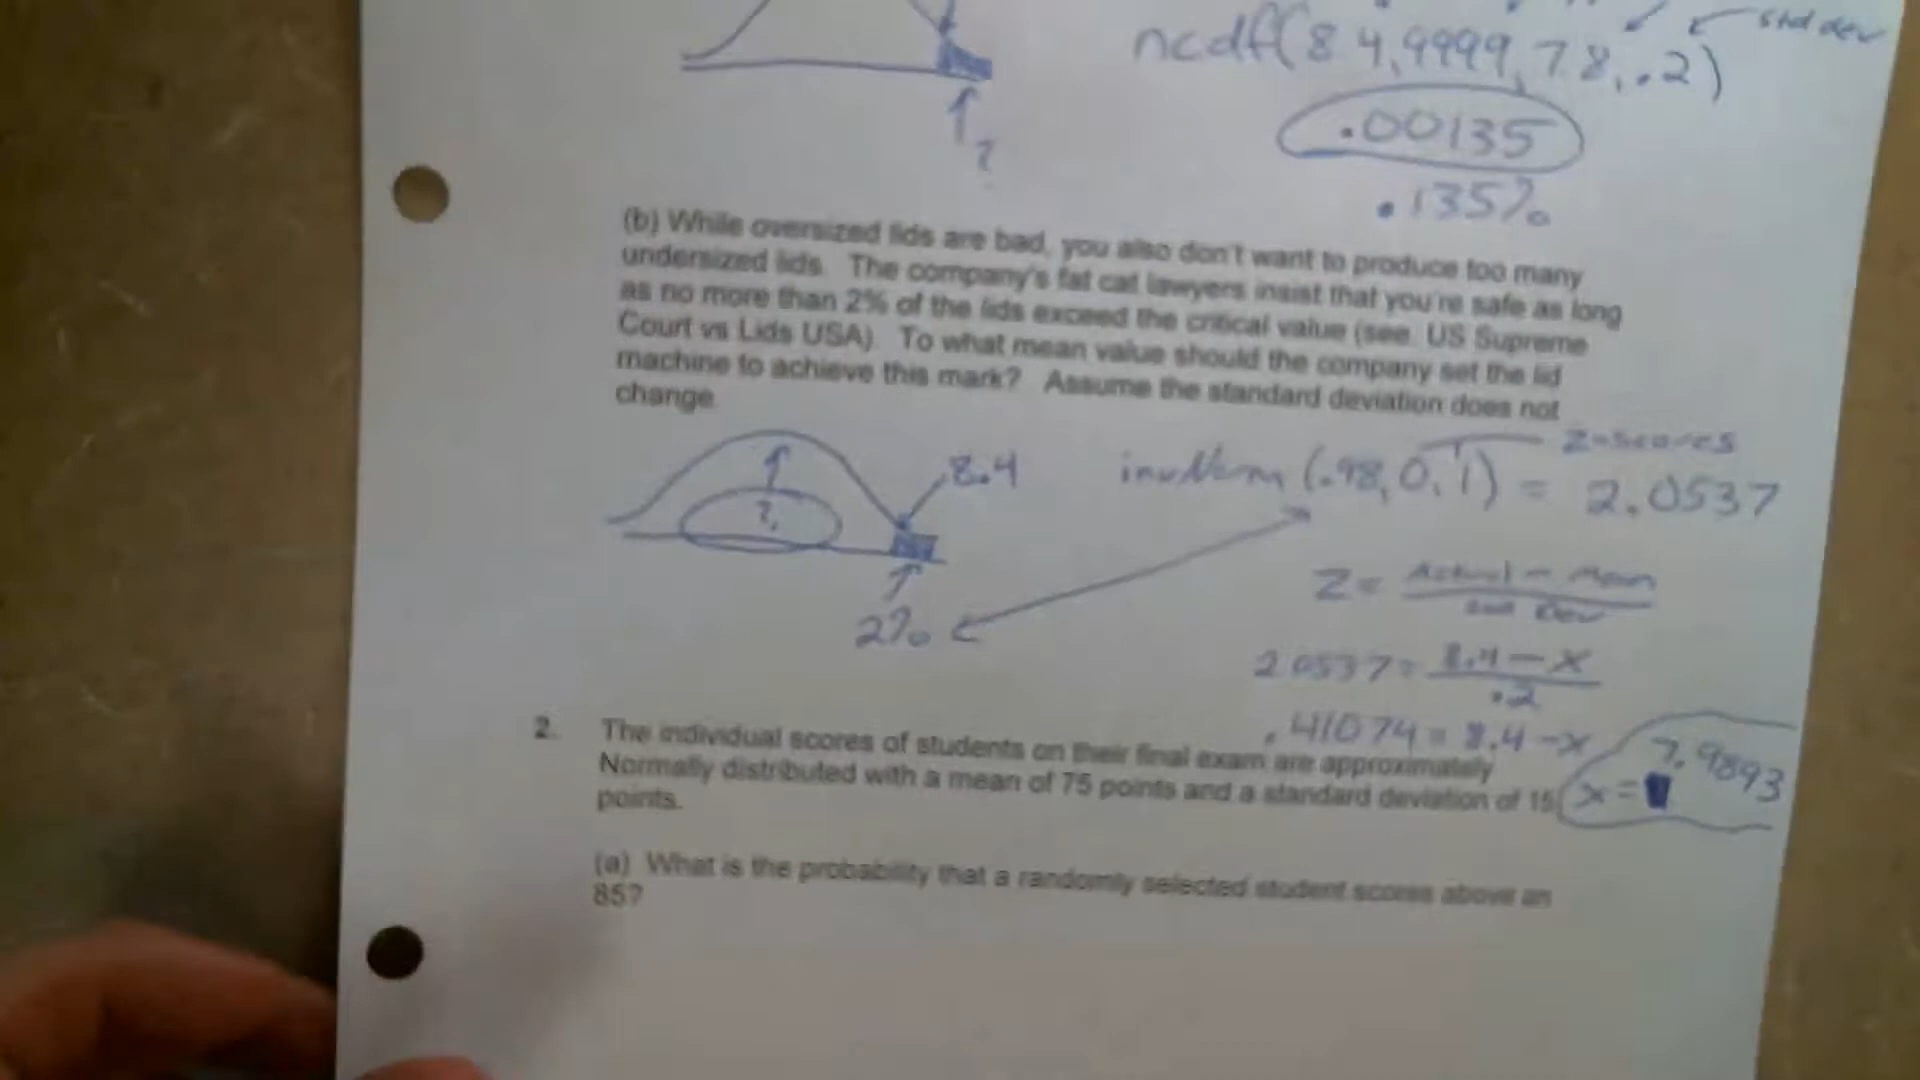 std dev
ncdf(8.4,9999,7.8,.2)
.00135
?
.135%
(b) While oversized lids are bad, you also don't want to produce too many
undersized lids. The company's fat cat lawyers insist that you're safe as long
as no more than 2% of the lids exceed the critical value (see US Supreme
Court vs Lids USA). To what mean value should the company set the lid
machine to achieve this mark? Assume the standard deviation does not
change.
z-scores
8.4
invNorm (.98, 0, 1) = 2.0537
?
2%
Z = Actual - Mean
Std Dev
2.0537 = 8.4 - x
.2
.41074 = 8.4 - x
7.9893
x =
2. The individual scores of students on their final exam are approximately
Normally distributed with a mean of 75 points and a standard deviation of 15
points.
(a) What is the probability that a randomly selected student scores above an
85?